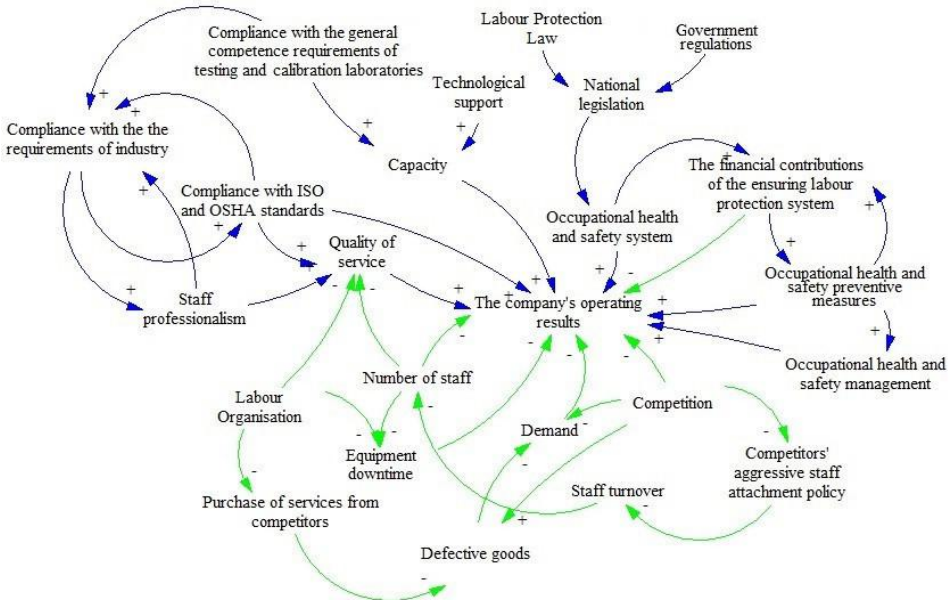 Compliance with the general
competence requirements of
testing and calibration laboratories
Labour Protection
Law
Government
regulations
Technological
support
National
legislation
Compliance with the the
requirements of industry
Capacity
The financial contributions
of the ensuring labour
protection system
Compliance with ISO
and OSHA standards
Occupational health
and safety system
Quality of
service
Occupational health and
safety preventive
measures
Staff
professionalism
The company's operating
results
Occupational health and
safety management
Number of staff
Labour
Organisation
Competition
Demand
Equipment
downtime
Competitors'
aggressive staff
attachment policy
Staff turnover
Purchase of services from
competitors
Defective goods